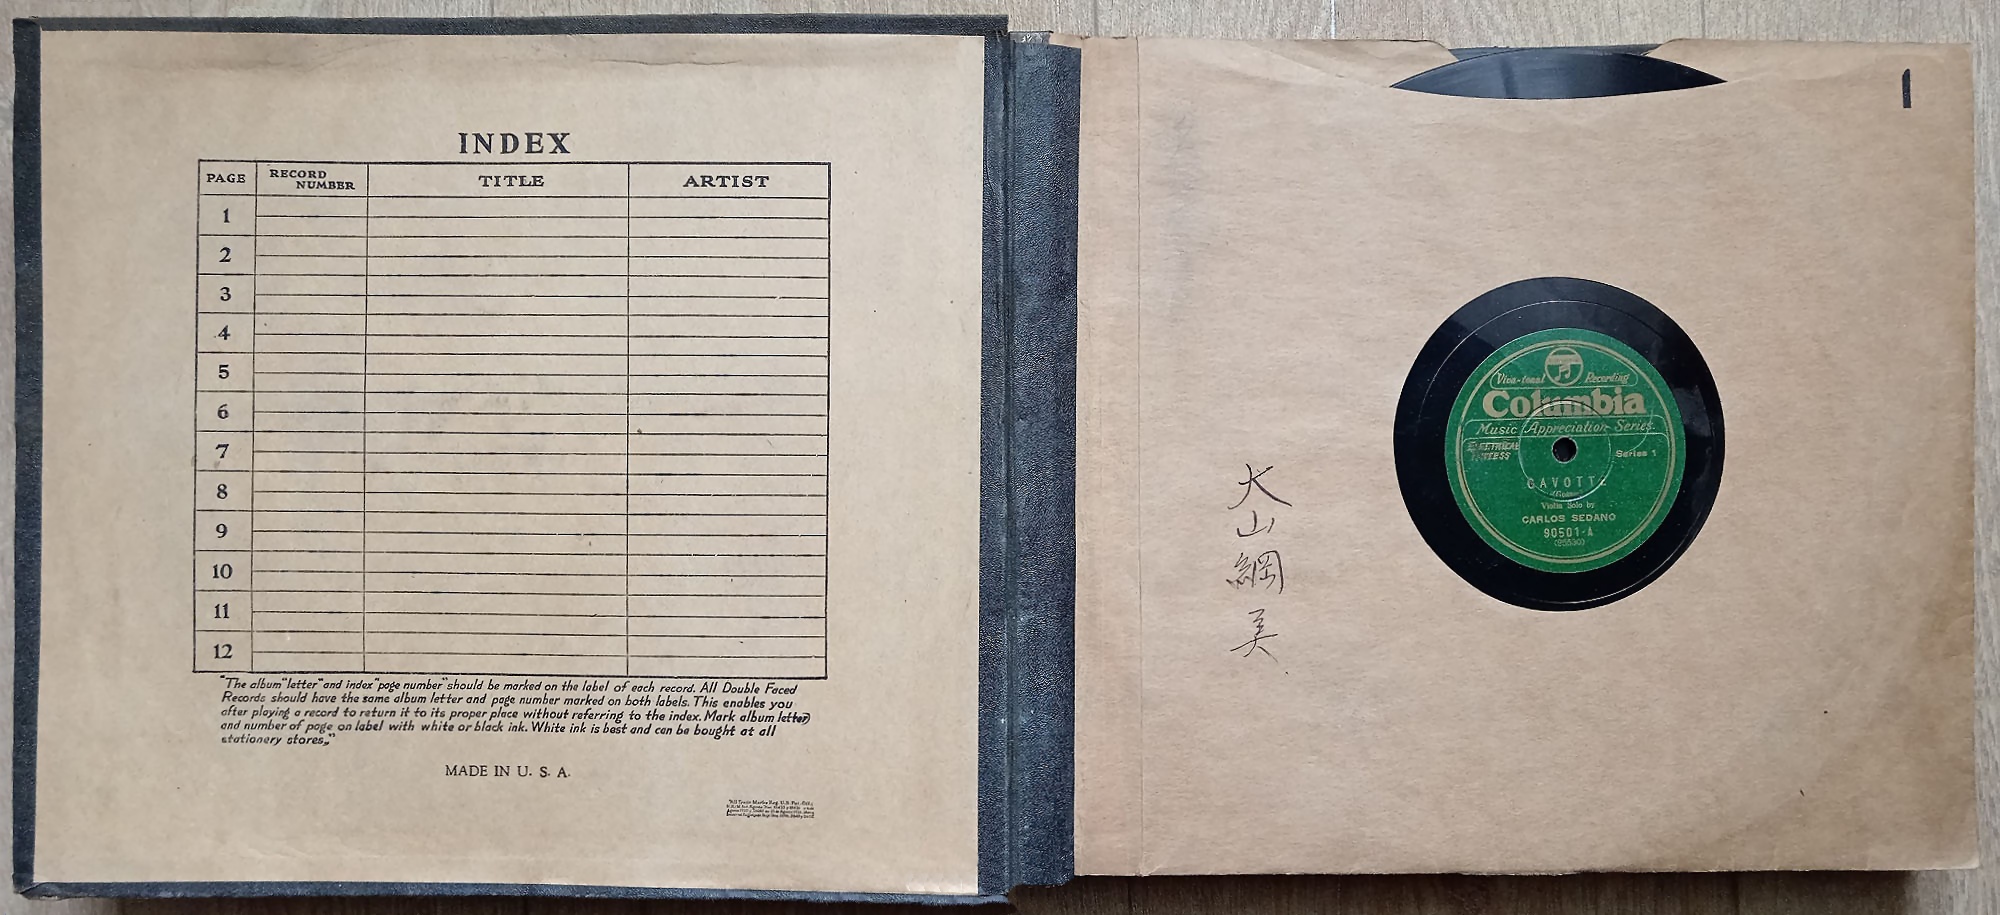 INDEX
PAGE
RECORD NUMBER
TITLE
ARTIST
1
2
3
4
5
6
7
8
9
10
11
12
"The album "letter" and index "page number" should be marked on the label of each record. All Double Faced
Records should have the same album letter and page number marked on both labels. This enables you
after playing a record to return it to its proper place without referring to the index. Mark album letter
and number of page on label with white or black ink. White ink is best and can be bought at all
stationery stores."
MADE IN U. S. A.
1
Viva-tonal Recording
Columbia
Music Appreciation Series
ELECTRICAL
PROCESS
Series 1
GAVOTTE
Violin Solo by
CARLOS SEDANO
90501-A
(95530)
大山綱美